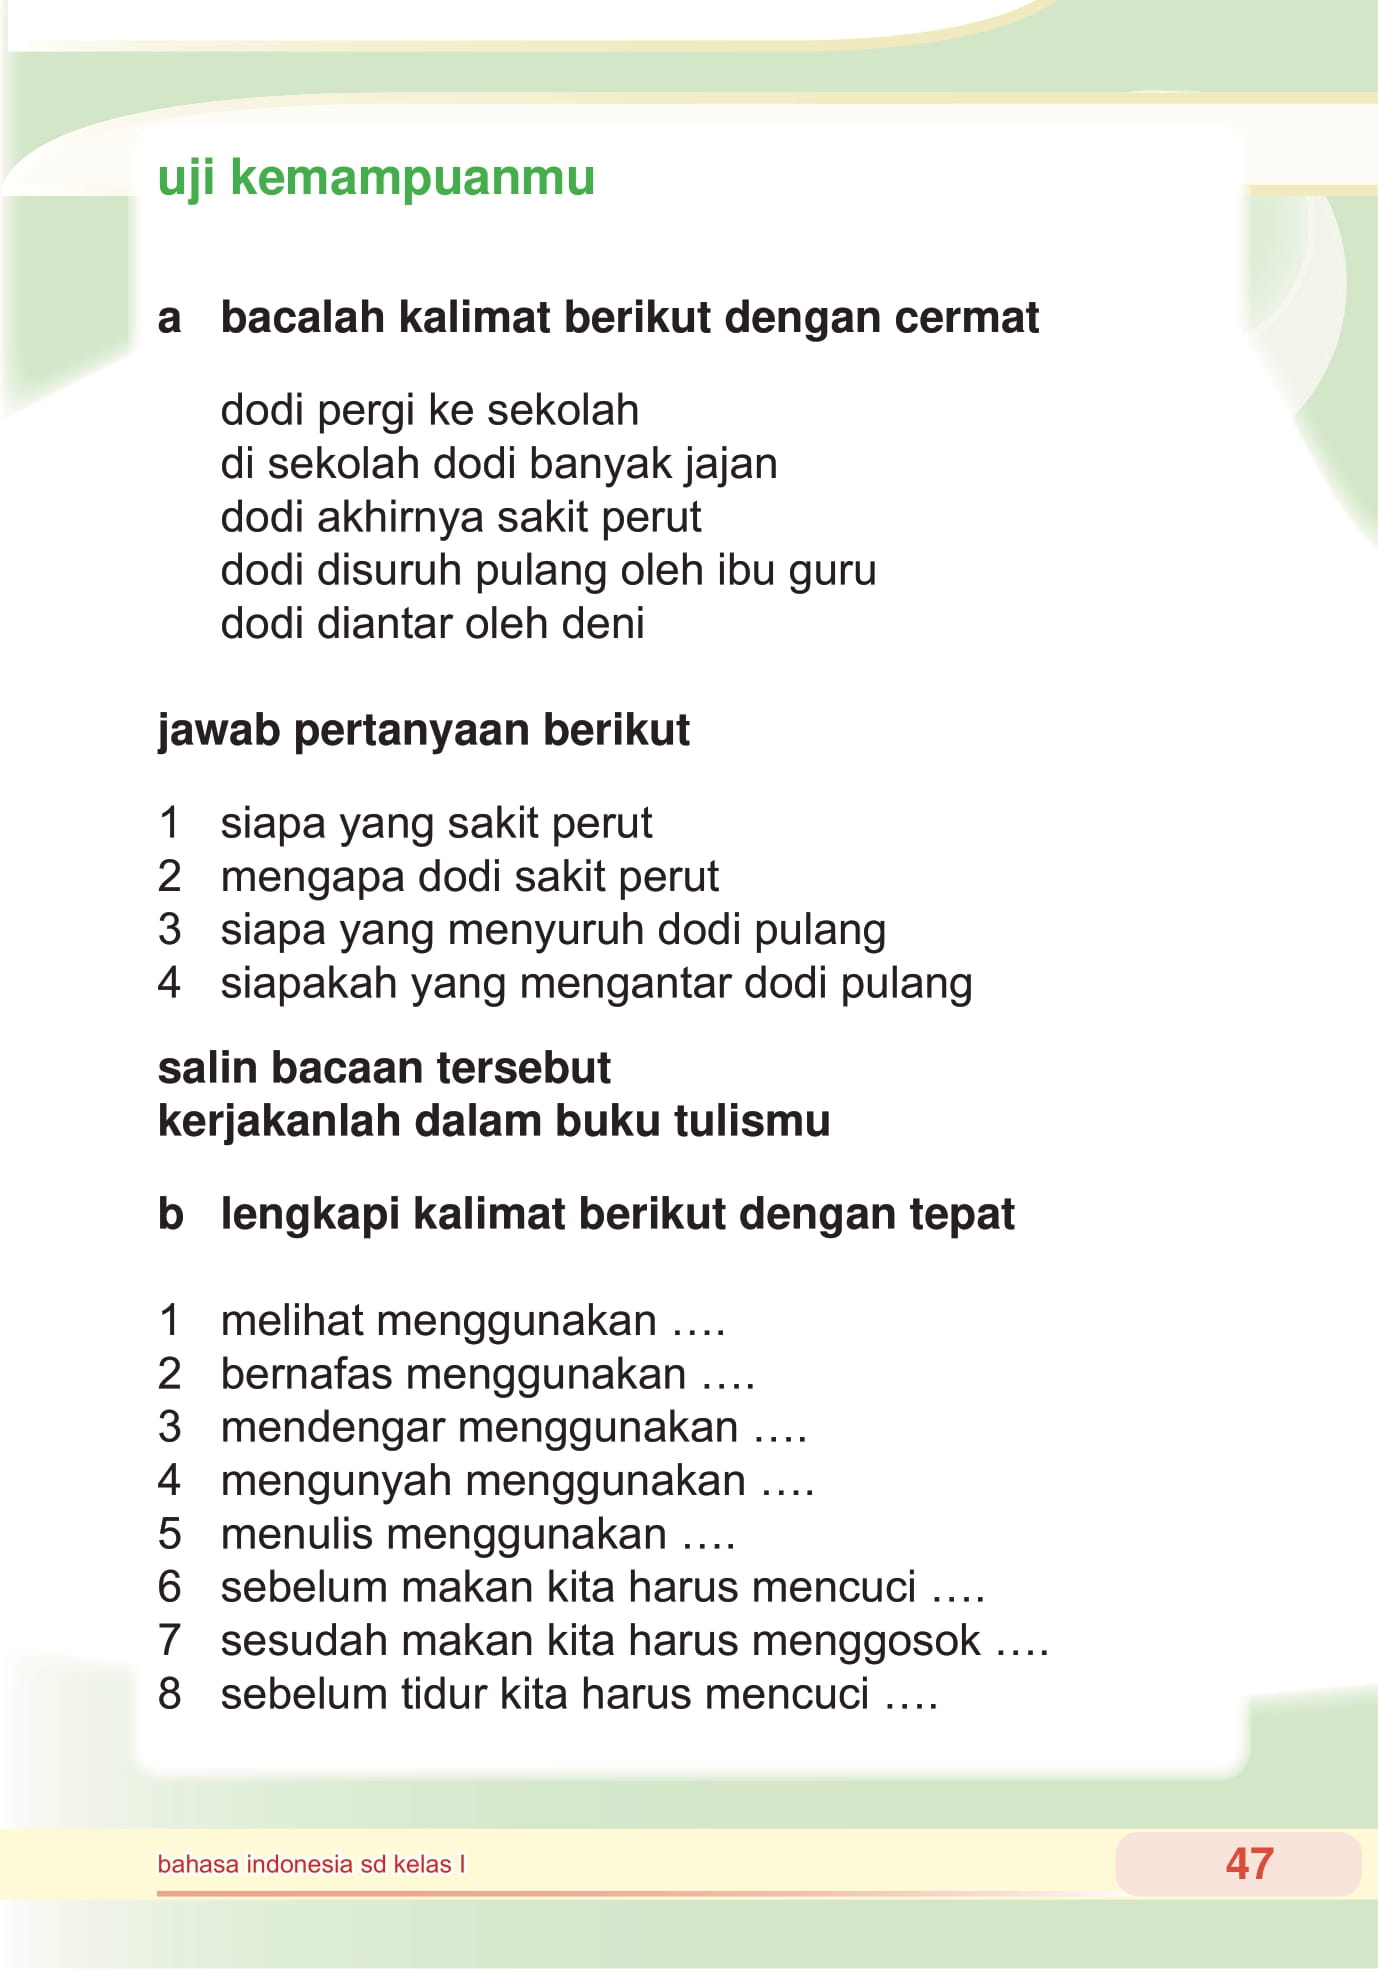 uji kemampuanmu
a bacalah kalimat berikut dengan cermat
dodi pergi ke sekolah
di sekolah dodi banyak jajan
dodi akhirnya sakit perut
dodi disuruh pulang oleh ibu guru
dodi diantar oleh deni
jawab pertanyaan berikut
1 siapa yang sakit perut
2 mengapa dodi sakit perut
3 siapa yang menyuruh dodi pulang
4 siapakah yang mengantar dodi pulang
salin bacaan tersebut
kerjakanlah dalam buku tulismu
b lengkapi kalimat berikut dengan tepat
1 melihat menggunakan ....
2 bernafas menggunakan ....
3 mendengar menggunakan ....
4 mengunyah menggunakan ....
5 menulis menggunakan ....
6 sebelum makan kita harus mencuci ....
7 sesudah makan kita harus menggosok ....
8 sebelum tidur kita harus mencuci ....
bahasa indonesia sd kelas I
47